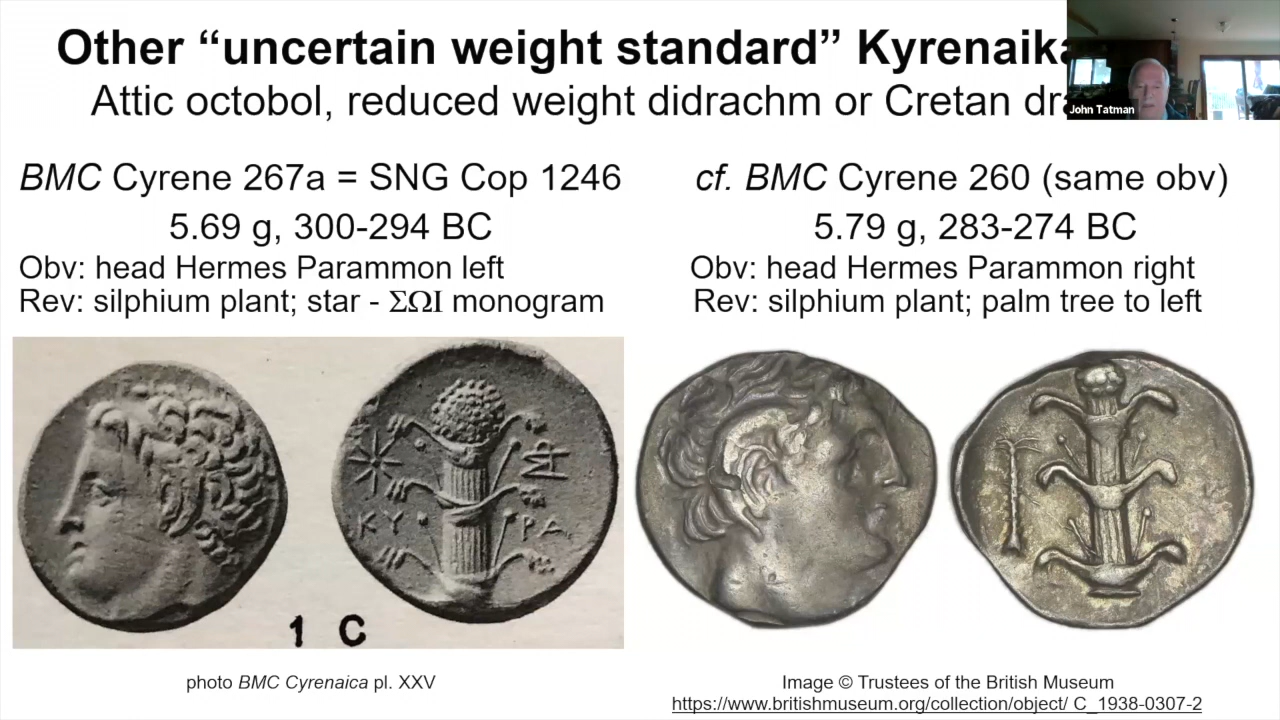 Other “uncertain weight standard” Kyrenaika
Attic octobol, reduced weight didrachm or Cretan
John Tatman
BMC Cyrene 267a = SNG Cop 1246
5.69 g, 300-294 BC
Obv: head Hermes Parammon left
Rev: silphium plant; star - ΣΩΙ monogram
ΚΥ ΡΑ
1 C
photo BMC Cyrenaica pl. XXV
cf. BMC Cyrene 260 (same obv)
5.79 g, 283-274 BC
Obv: head Hermes Parammon right
Rev: silphium plant; palm tree to left
Image © Trustees of the British Museum
https://www.britishmuseum.org/collection/object/ C_1938-0307-2